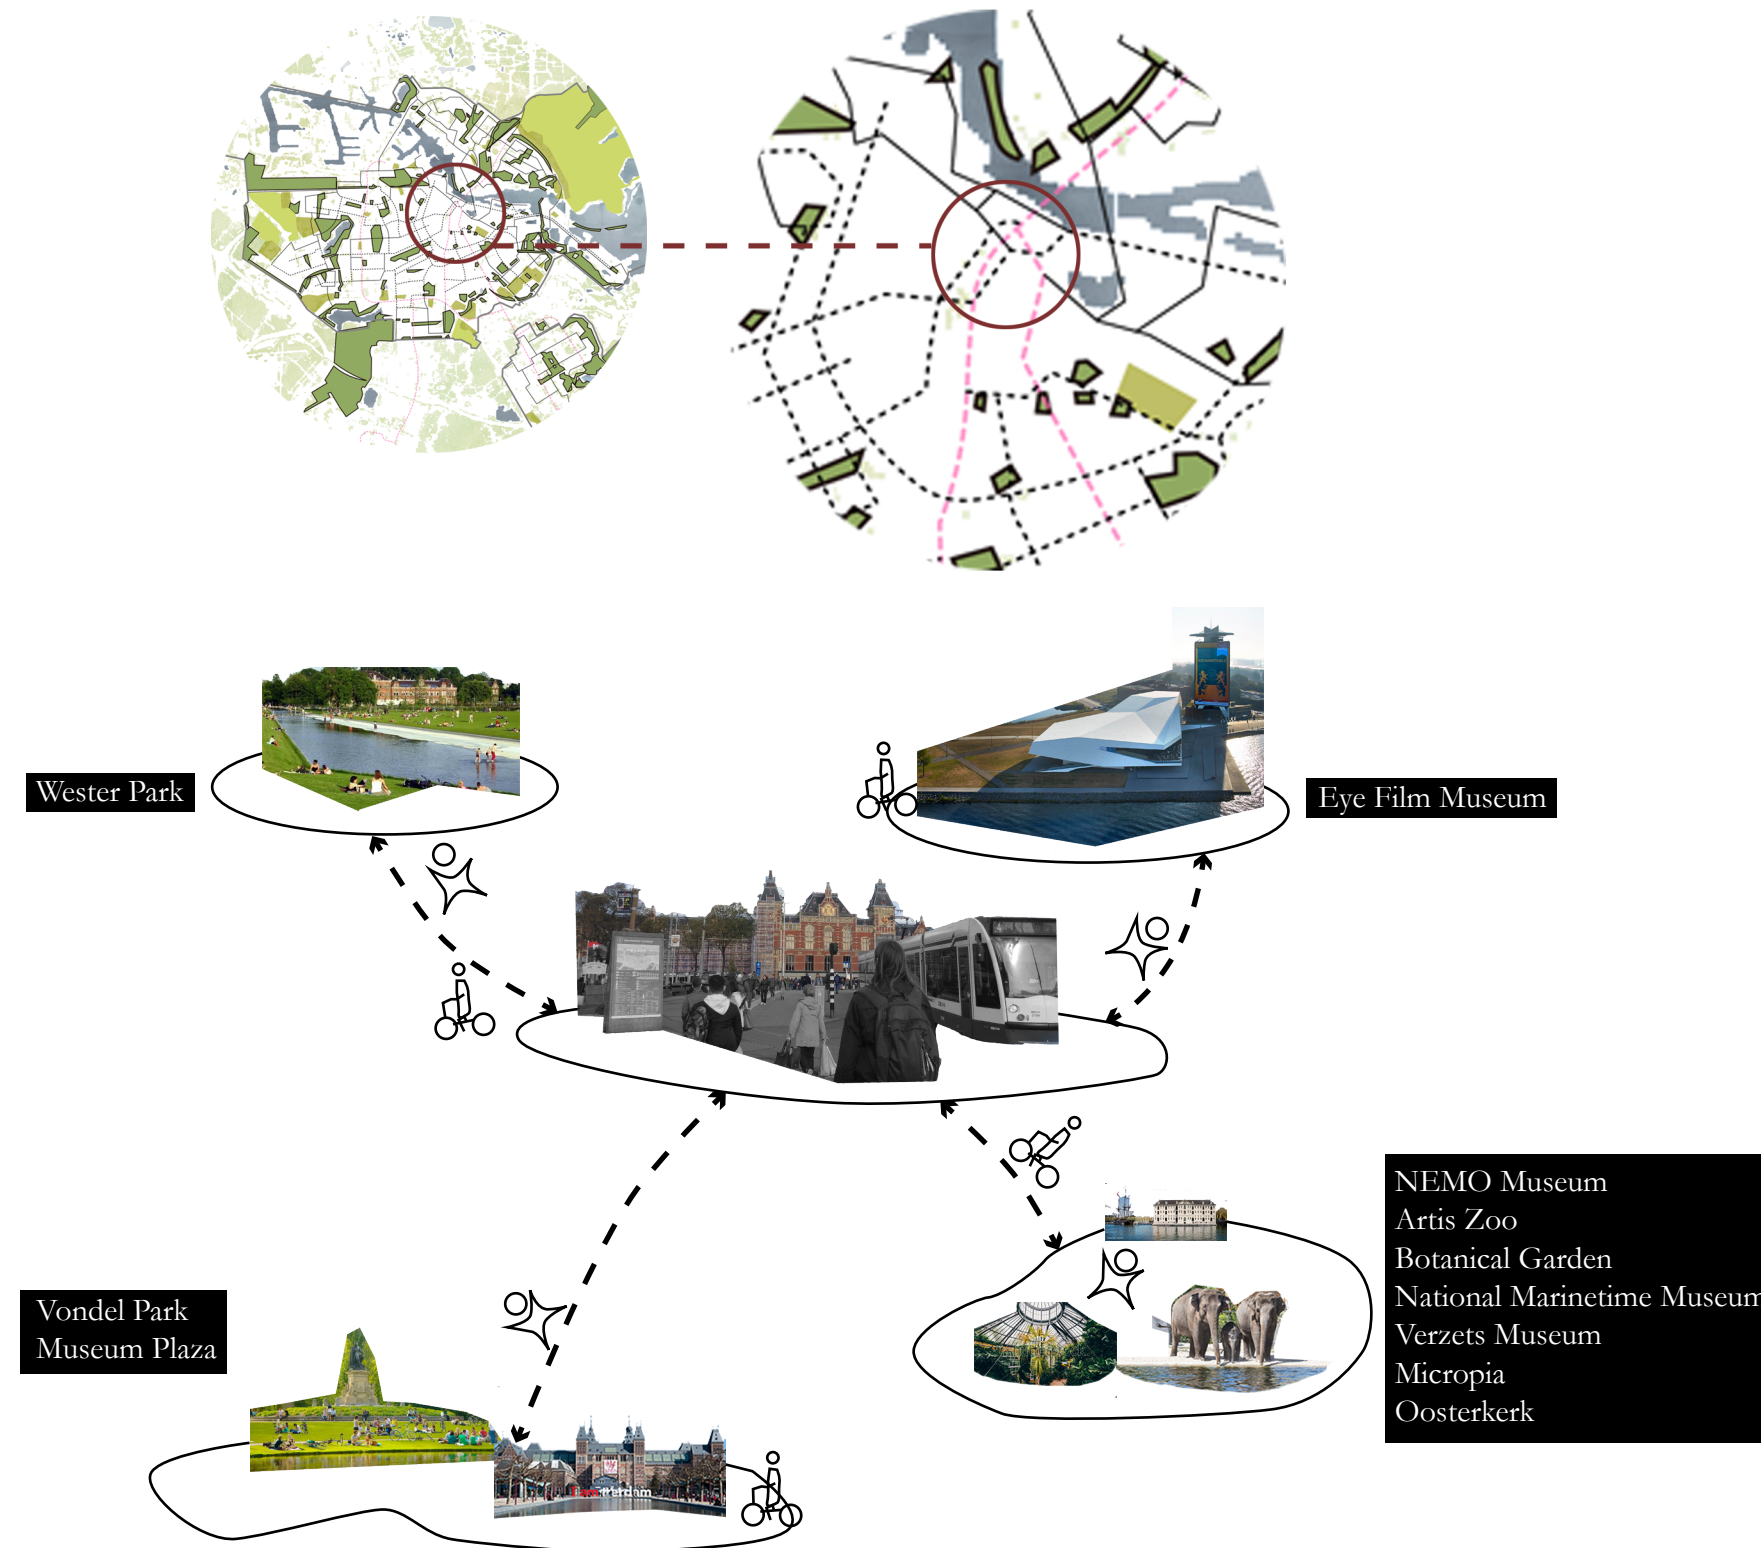 Wester Park
Eye Film Museum
NEMO Museum
Artis Zoo
Botanical Garden
National Marinetime Museum
Verzets Museum
Micropia
Oosterkerk
Vondel Park
Museum Plaza
I amsterdam